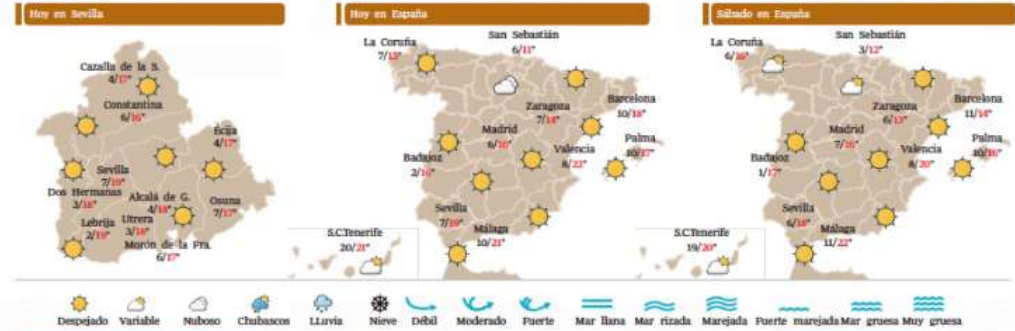 Hoy en Sevilla
Cazalla de la S.
4/17°
Constantina
6/16°
Écija
4/17°
Sevilla
7/19°
Dos Hermanas
3/18°
Alcalá de G.
4/18°
Osuna
7/17°
Lebrija
2/19°
Utrera
3/18°
Morón de la Fra.
6/17°
Hoy en España
La Coruña
7/15°
San Sebastián
6/11°
Zaragoza
7/14°
Barcelona
10/18°
Madrid
6/16°
Valencia
8/22°
Palma
10/17°
Badajoz
2/16°
Sevilla
7/19°
Málaga
10/21°
S.C.Tenerife
20/21°
Sábado en España
La Coruña
6/16°
San Sebastián
3/12°
Zaragoza
6/13°
Barcelona
11/14°
Madrid
7/16°
Valencia
8/20°
Palma
10/16°
Badajoz
1/17°
Sevilla
6/18°
Málaga
11/22°
S.C.Tenerife
19/20°
Despejado Variable Nuboso Chubascos LLuvia Nieve Débil Moderado Fuerte Mar llana Mar rizada Marejada Fuerte marejada Mar gruesa Muy gruesa